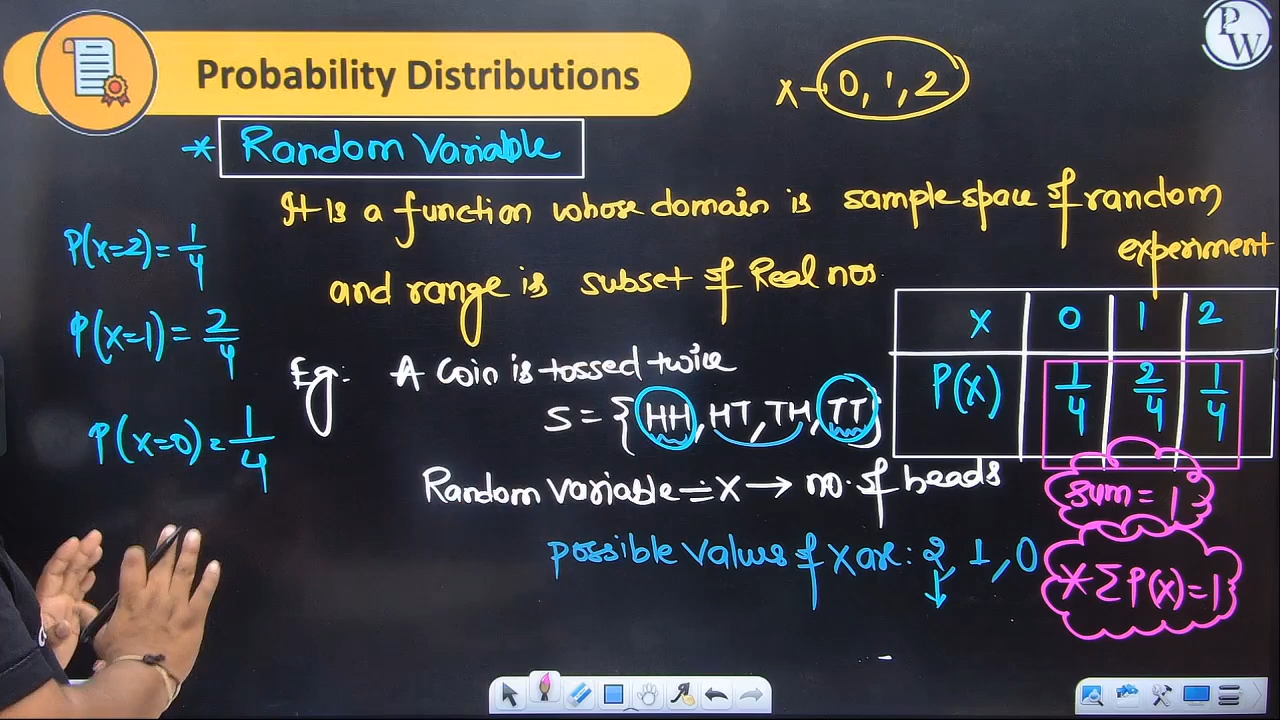 PW
Probability Distributions
x → 0, 1, 2
* Random Variable
It is a function whose domain is sample space of random
experiment
and range is subset of Real nos.
P(x=2) = 1/4
P(x=1) = 2/4
P(x=0) = 1/4
Eg. A coin is tossed twice
S = {HH, HT, TH, TT}
Random variable = X → no. of heads
possible values of x are: 2, 1, 0
X 0 1 2
P(X) 1/4 2/4 1/4
sum = 1
* ΣP(x) = 1